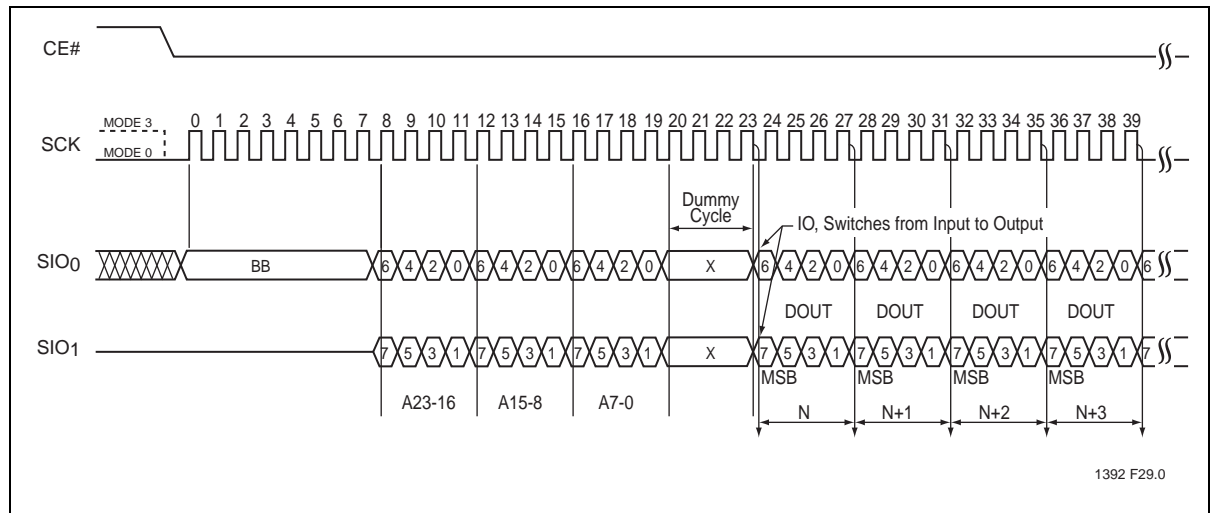 CE#
MODE 3
0 1 2 3 4 5 6 7 8 9 10 11 12 13 14 15 16 17 18 19 20 21 22 23 24 25 26 27 28 29 30 31 32 33 34 35 36 37 38 39
SCK
MODE 0
Dummy
Cycle
IO, Switches from Input to Output
SIO0
BB
6 4 2 0 6 4 2 0 6 4 2 0
X
6 4 2 0 6 4 2 0 6 4 2 0 6 4 2 0 6
DOUT DOUT DOUT DOUT
SIO1
7 5 3 1 7 5 3 1 7 5 3 1
X
7 5 3 1 7 5 3 1 7 5 3 1 7 5 3 1 7
MSB MSB MSB MSB
A23-16 A15-8 A7-0
N N+1 N+2 N+3
1392 F29.0